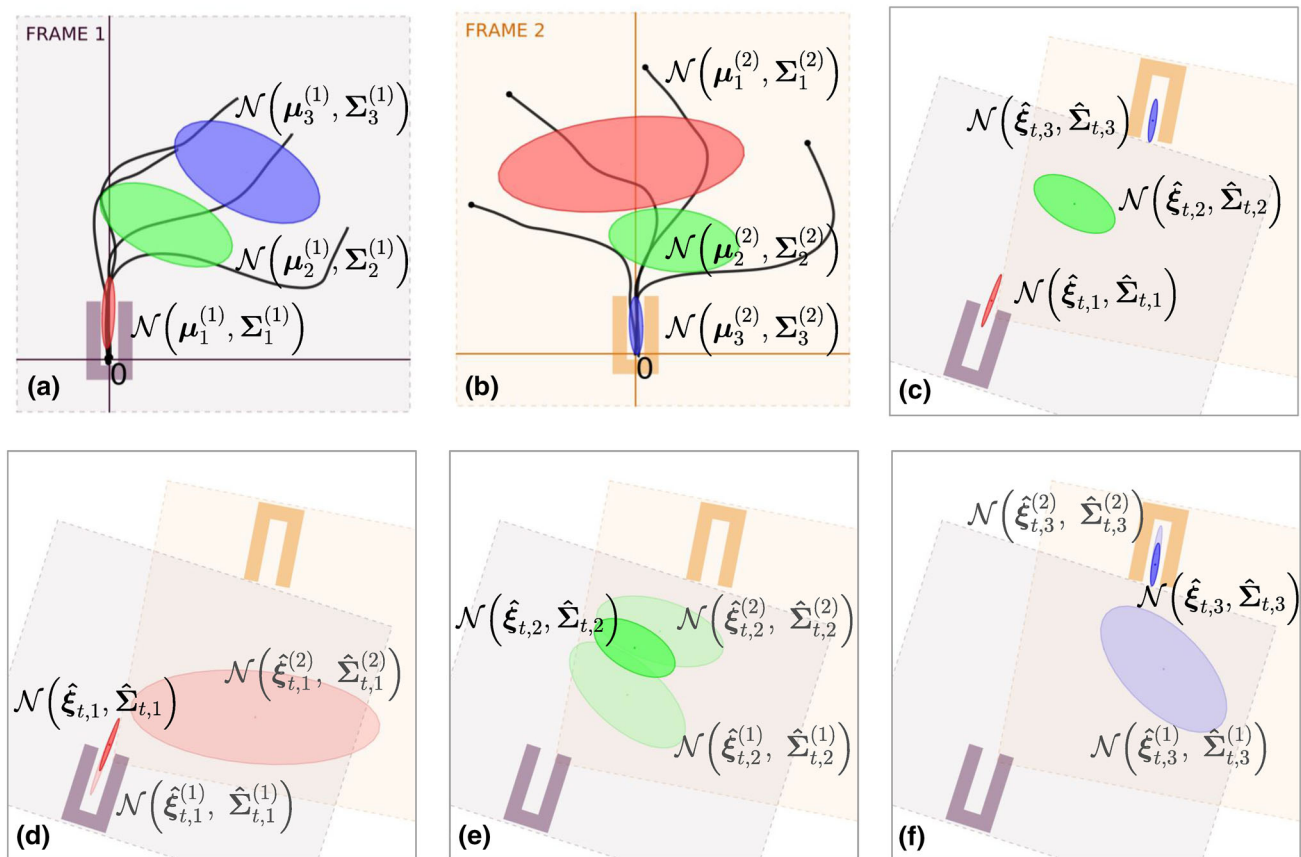 FRAME 1
𝒩(μ₃⁽¹⁾, Σ₃⁽¹⁾)
𝒩(μ₂⁽¹⁾, Σ₂⁽¹⁾)
𝒩(μ₁⁽¹⁾, Σ₁⁽¹⁾)
0
(a)
FRAME 2
𝒩(μ₁⁽²⁾, Σ₁⁽²⁾)
𝒩(μ₂⁽²⁾, Σ₂⁽²⁾)
𝒩(μ₃⁽²⁾, Σ₃⁽²⁾)
0
(b)
𝒩(ξ̂_{t,3}, Σ̂_{t,3})
𝒩(ξ̂_{t,2}, Σ̂_{t,2})
𝒩(ξ̂_{t,1}, Σ̂_{t,1})
(c)
𝒩(ξ̂_{t,1}^{(2)}, Σ̂_{t,1}^{(2)})
𝒩(ξ̂_{t,1}, Σ̂_{t,1})
𝒩(ξ̂_{t,1}^{(1)}, Σ̂_{t,1}^{(1)})
(d)
𝒩(ξ̂_{t,2}, Σ̂_{t,2})
𝒩(ξ̂_{t,2}^{(2)}, Σ̂_{t,2}^{(2)})
𝒩(ξ̂_{t,2}^{(1)}, Σ̂_{t,2}^{(1)})
(e)
𝒩(ξ̂_{t,3}^{(2)}, Σ̂_{t,3}^{(2)})
𝒩(ξ̂_{t,3}, Σ̂_{t,3})
𝒩(ξ̂_{t,3}^{(1)}, Σ̂_{t,3}^{(1)})
(f)